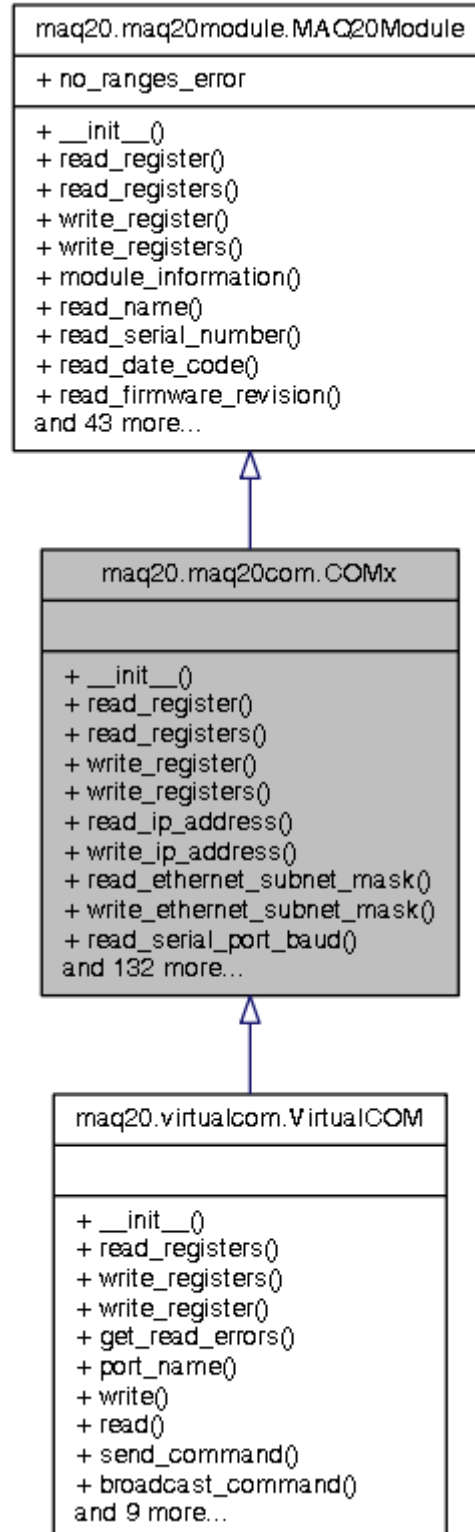 maq20.maq20module.MAQ20Module
+ no_ranges_error
+ __init__()
+ read_register()
+ read_registers()
+ write_register()
+ write_registers()
+ module_information()
+ read_name()
+ read_serial_number()
+ read_date_code()
+ read_firmware_revision()
and 43 more...
maq20.maq20com.COMx
+ __init__()
+ read_register()
+ read_registers()
+ write_register()
+ write_registers()
+ read_ip_address()
+ write_ip_address()
+ read_ethernet_subnet_mask()
+ write_ethernet_subnet_mask()
+ read_serial_port_baud()
and 132 more...
maq20.virtualcom.VirtualCOM
+ __init__()
+ read_registers()
+ write_registers()
+ write_register()
+ get_read_errors()
+ port_name()
+ write()
+ read()
+ send_command()
+ broadcast_command()
and 9 more...